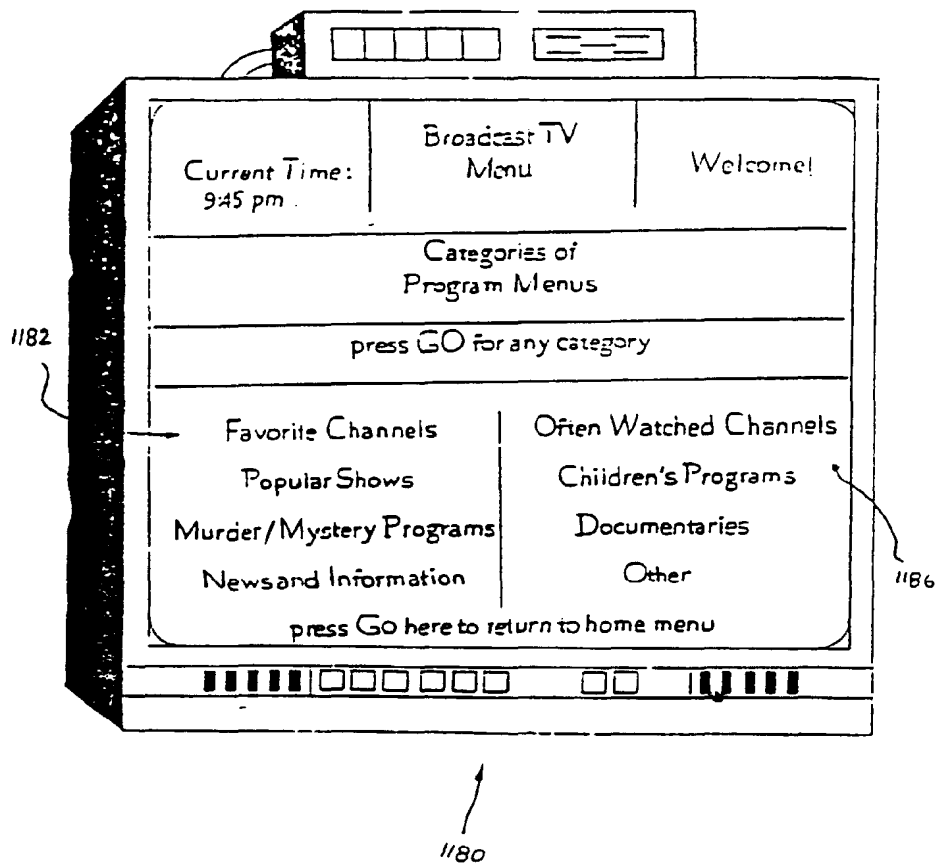 Broadcast TV
Menu
Current Time:
9:45 pm
Welcome!
Categories of
Program Menus
press GO for any category
1182
Favorite Channels
Often Watched Channels
Popular Shows
Children's Programs
Murder/Mystery Programs
Documentaries
News and Information
Other
1186
press Go here to return to home menu
1180